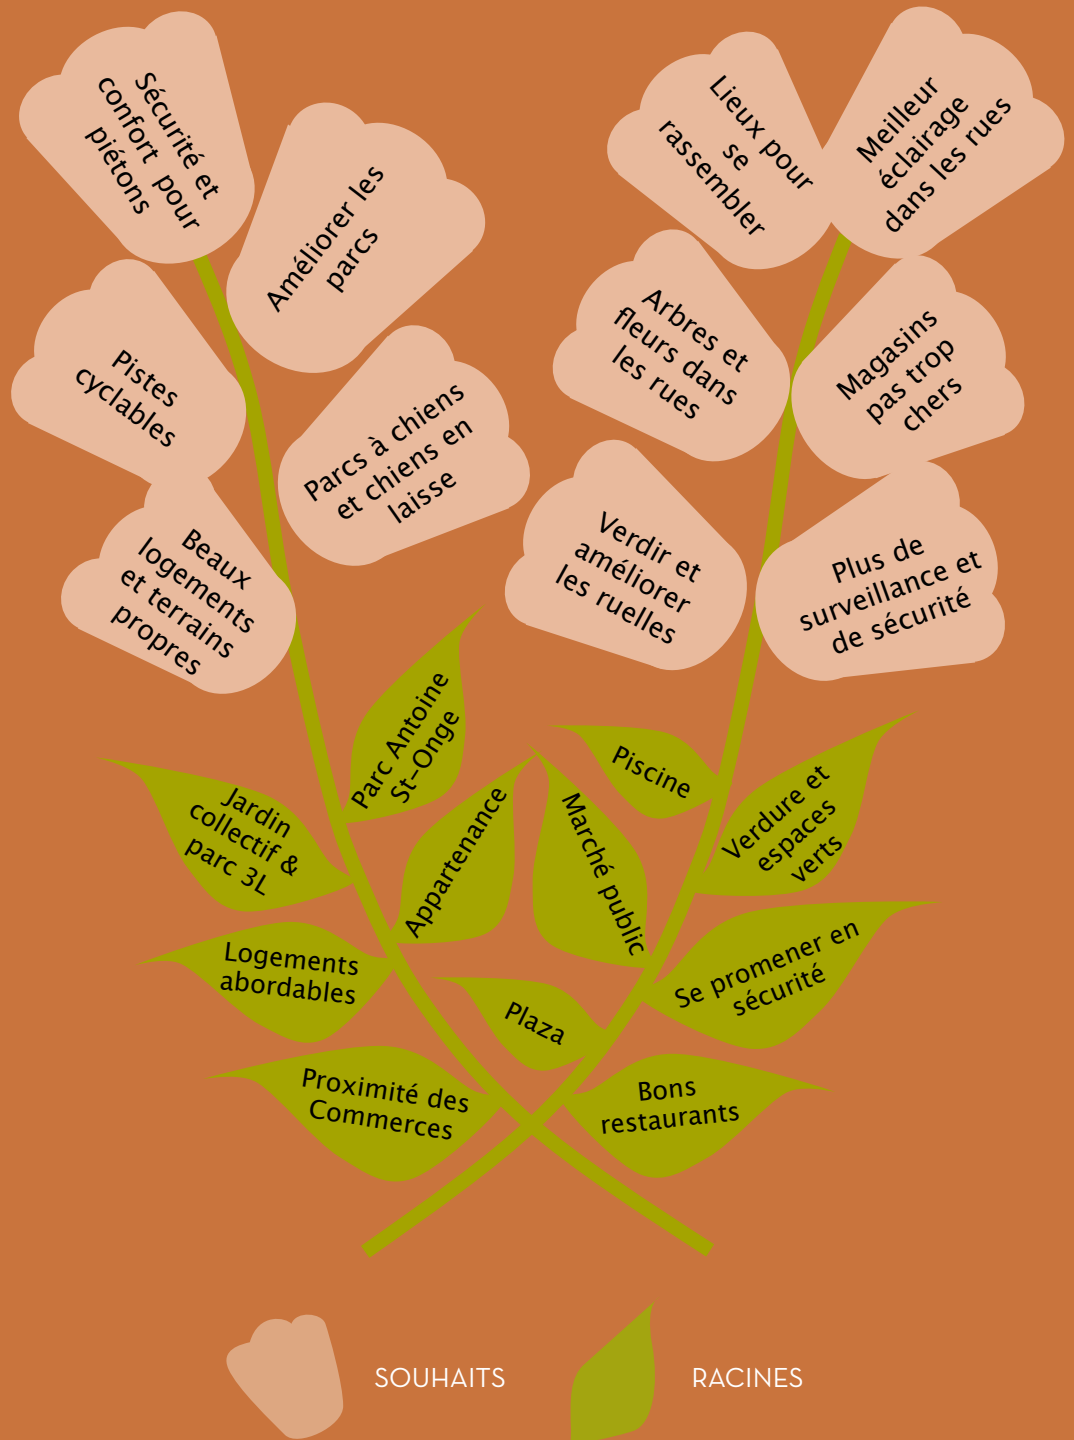 Sécurité et
confort pour
piétons
Améliorer les
parcs
Lieux pour
se
rassembler
Meilleur
éclairage
dans les rues
Pistes
cyclables
Parcs à chiens
et chiens en
laisse
Arbres et
fleurs dans
les rues
Magasins
pas trop
chers
Beaux
logements
et terrains
propres
Verdir et
améliorer
les ruelles
Plus de
surveillance et
de sécurité
Parc Antoine
St-Onge
Piscine
Jardin
collectif &
parc 3L
Appartenance
Marché public
Verdure et
espaces
verts
Logements
abordables
Plaza
Se promener en
sécurité
Proximité des
Commerces
Bons
restaurants
SOUHAITS
RACINES